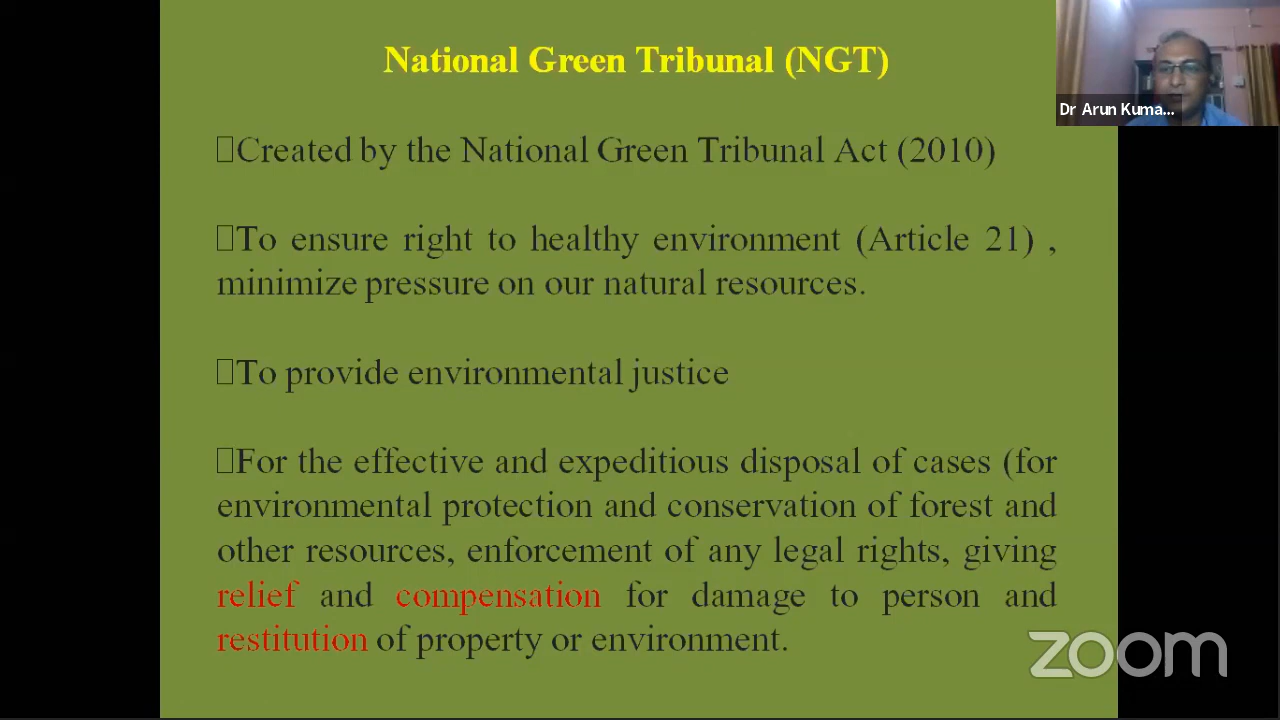 National Green Tribunal (NGT)
Dr Arun Kuma...
Created by the National Green Tribunal Act (2010)
To ensure right to healthy environment (Article 21) ,
minimize pressure on our natural resources.
To provide environmental justice
For the effective and expeditious disposal of cases (for
environmental protection and conservation of forest and
other resources, enforcement of any legal rights, giving
relief and compensation for damage to person and
restitution of property or environment.
zoom